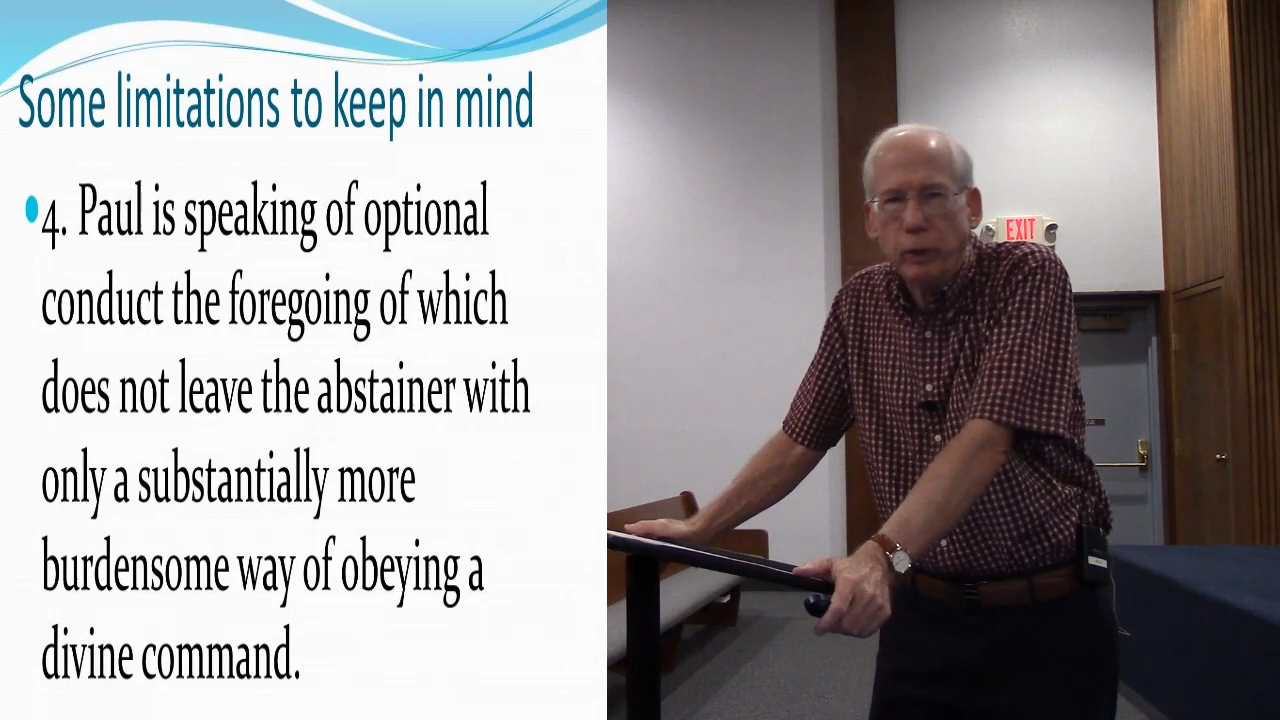 Some limitations to keep in mind
•4. Paul is speaking of optional
conduct the foregoing of which
does not leave the abstainer with
only a substantially more
burdensome way of obeying a
divine command.
EXIT